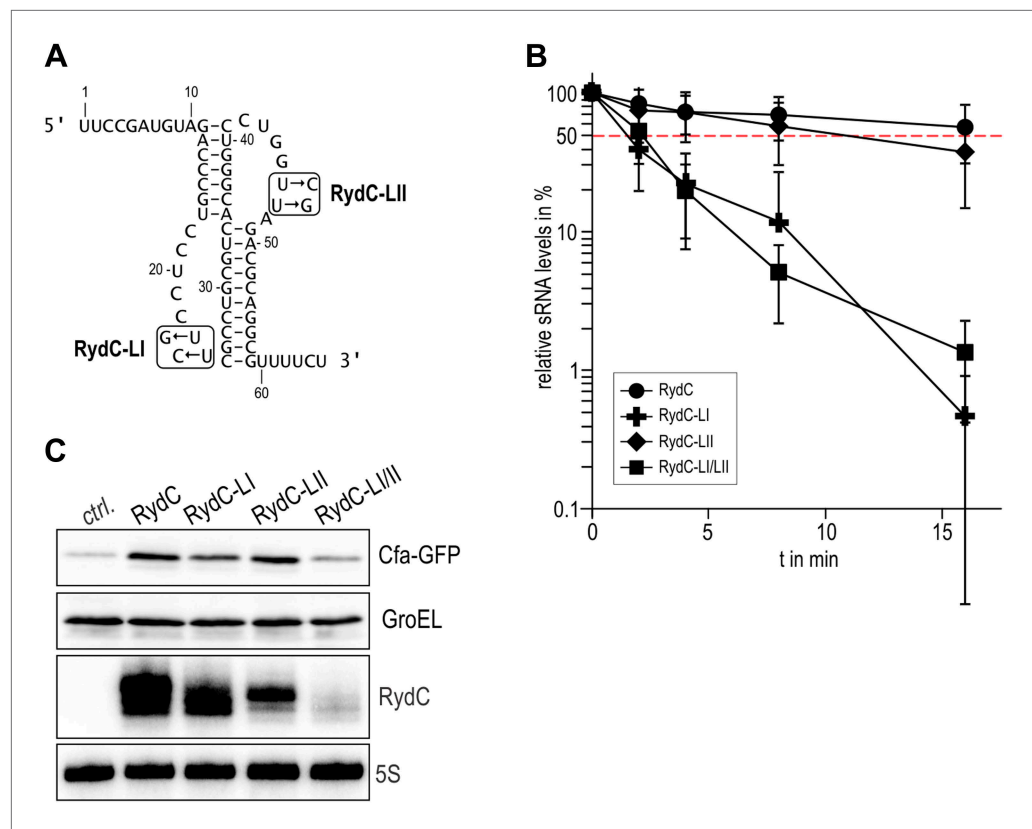 A
1
10
5' UUCCGAUGUAG–C C U G G
A–U
C–G
C–G
C–G
G–C
U–A
40
U→C
U→G
RydC-LII
A
50
C
C
U
C
C
20
C
U–G
C–A
G–C
C–G
G–C
U–A
C–G
C–G
G–C
C–G
30
G←U
C←U
RydC-LI
UUUUCU 3'
60
B
relative sRNA levels in %
100
50
10
1
0.1
0
5
10
15
t in min
RydC
RydC-LI
RydC-LII
RydC-LI/LII
C
ctrl.
RydC
RydC-LI
RydC-LII
RydC-LI/II
Cfa-GFP
GroEL
RydC
5S